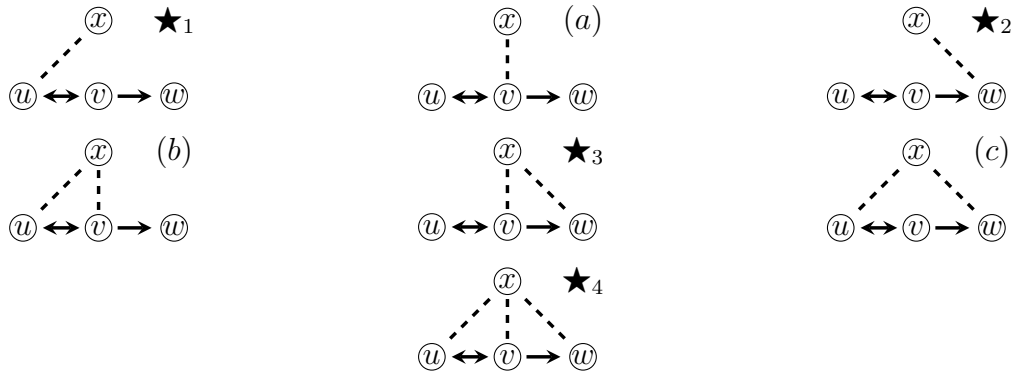 x ★₁ x (a) x ★₂
u v w u v w u v w
x (b) x ★₃ x (c)
u v w u v w u v w
x ★₄
u v w